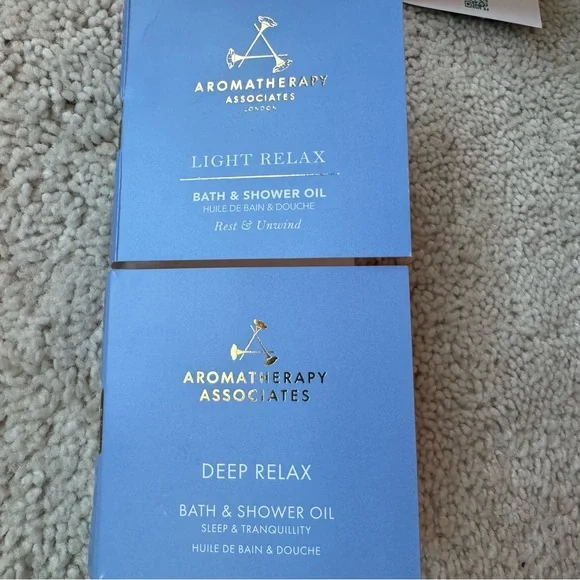 AROMATHERAPY
ASSOCIATES
LONDON
LIGHT RELAX
BATH & SHOWER OIL
HUILE DE BAIN & DOUCHE
Rest & Unwind
AROMATHERAPY
ASSOCIATES
DEEP RELAX
BATH & SHOWER OIL
SLEEP & TRANQUILLITY
HUILE DE BAIN & DOUCHE